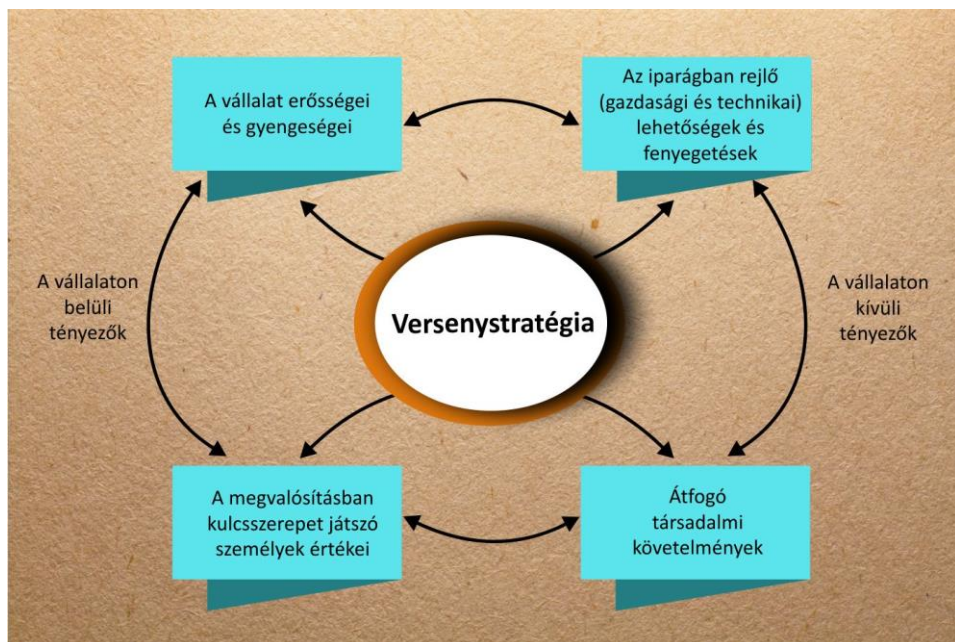 A vállalat erősségei
és gyengeségei
Az iparágban rejlő
(gazdasági és technikai)
lehetőségek és
fenyegetések
A vállalaton
belüli
tényezők
Versenystratégia
A vállalaton
kívüli
tényezők
A megvalósításban
kulcsszerepet játszó
személyek értékei
Átfogó
társadalmi
követelmények